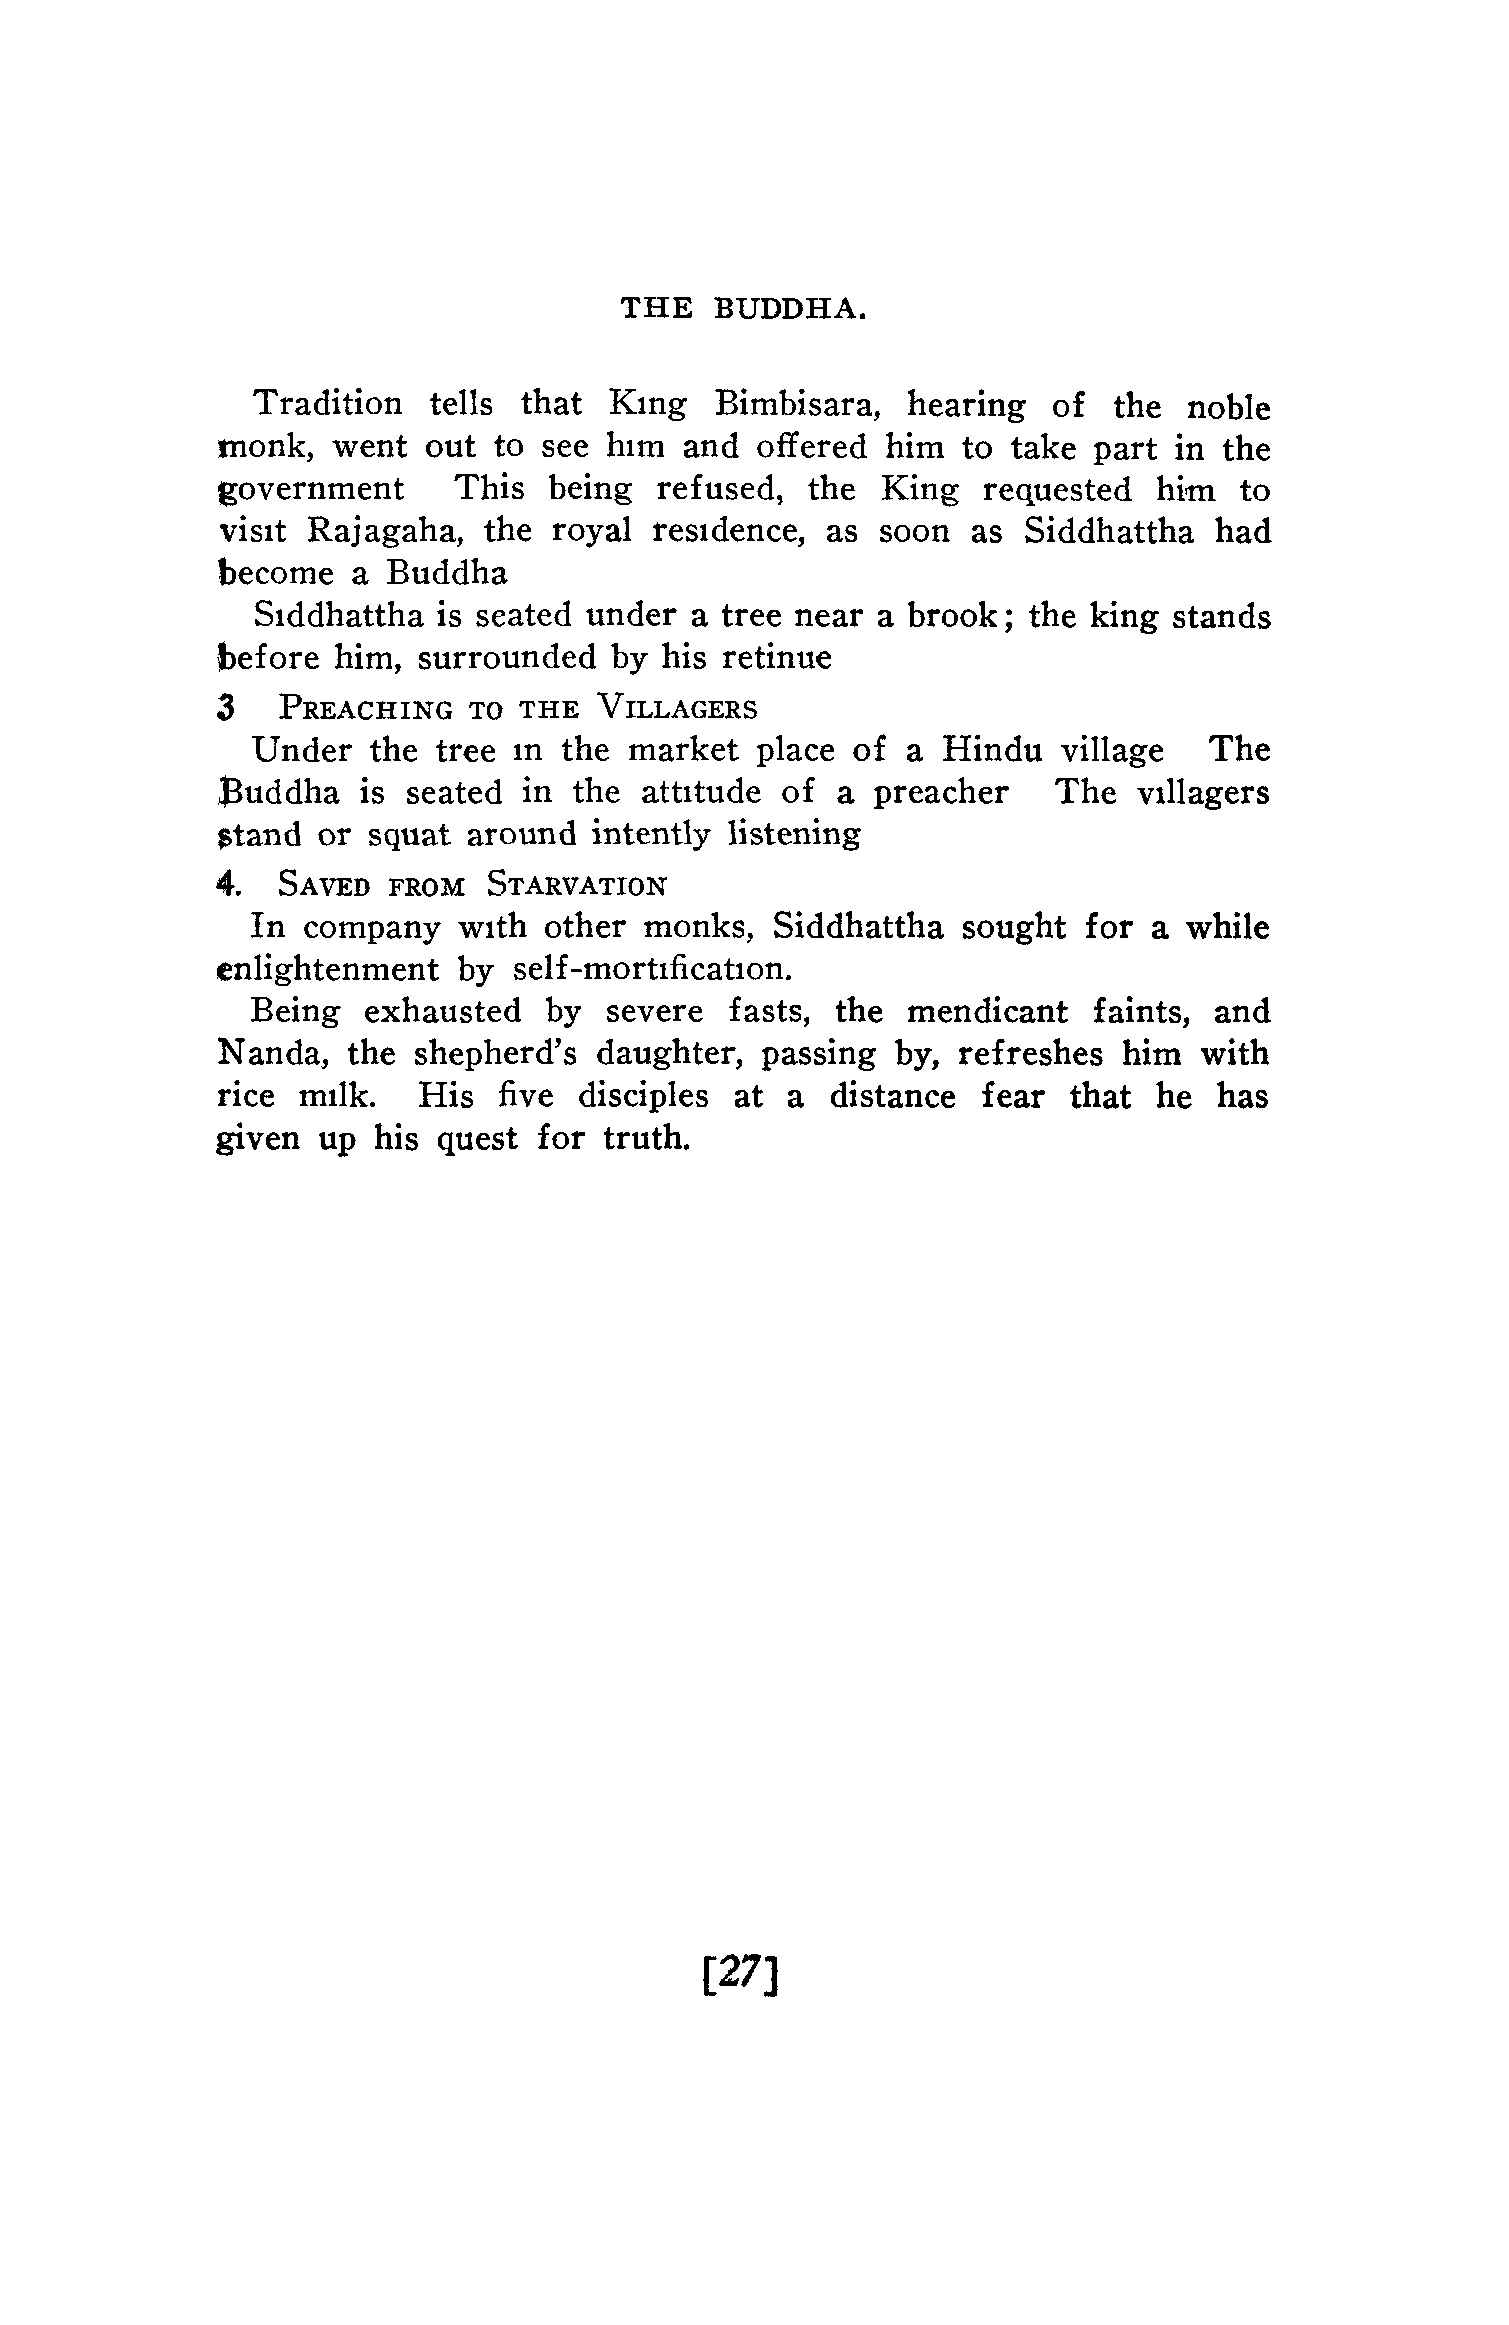 THE BUDDHA.
Tradition tells that King Bimbisara, hearing of the noble
monk, went out to see him and offered him to take part in the
government This being refused, the King requested him to
visit Rajagaha, the royal residence, as soon as Siddhattha had
become a Buddha
Siddhattha is seated under a tree near a brook; the king stands
before him, surrounded by his retinue
3 PREACHING TO THE VILLAGERS
Under the tree in the market place of a Hindu village The
Buddha is seated in the attitude of a preacher The villagers
stand or squat around intently listening
4. SAVED FROM STARVATION
In company with other monks, Siddhattha sought for a while
enlightenment by self-mortification.
Being exhausted by severe fasts, the mendicant faints, and
Nanda, the shepherd's daughter, passing by, refreshes him with
rice milk. His five disciples at a distance fear that he has
given up his quest for truth.
[27]